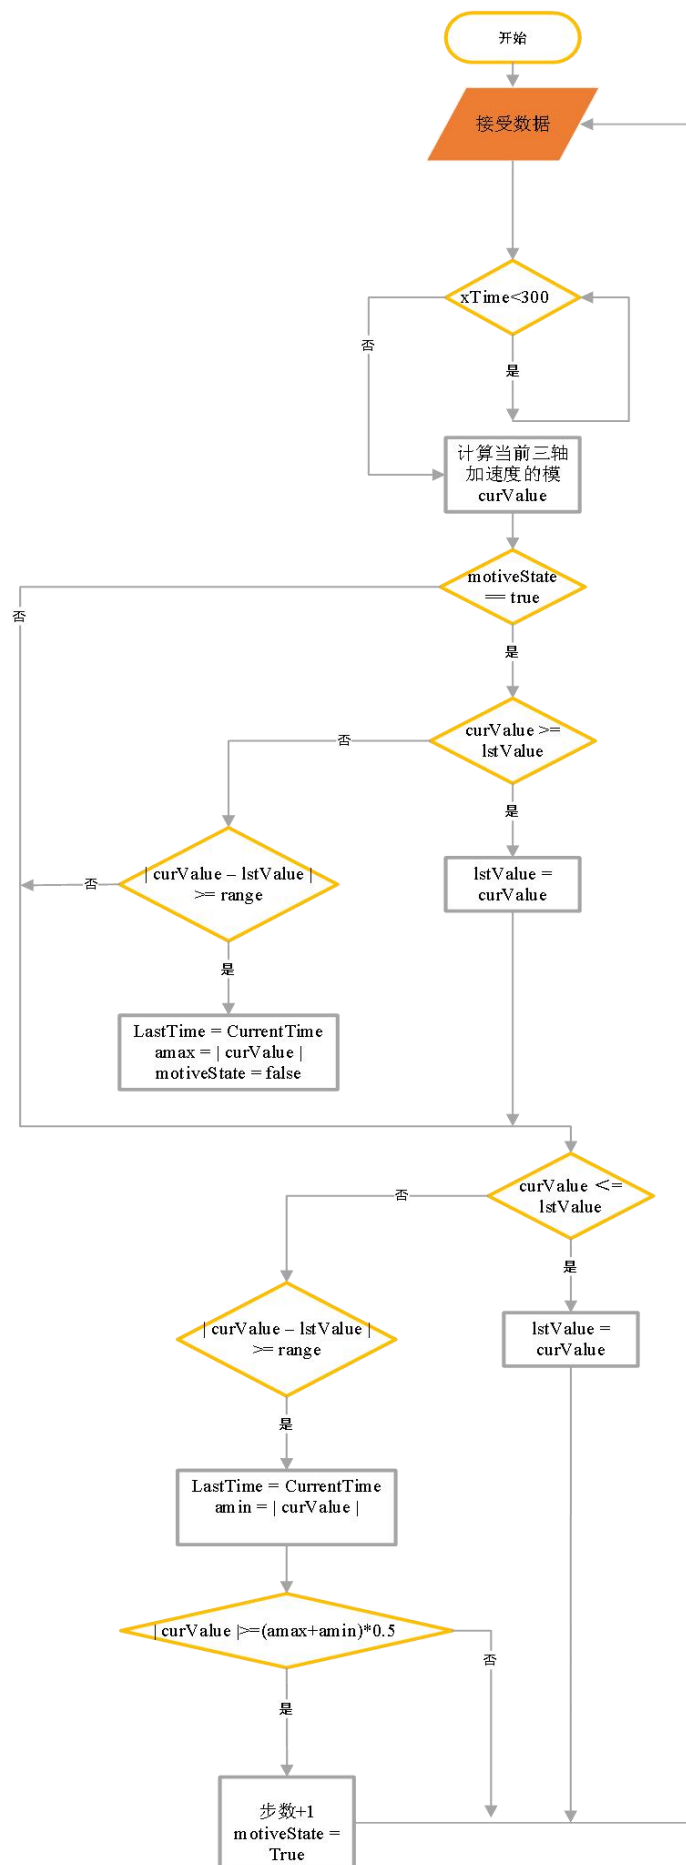 开始
接受数据
xTime<300
否
是
计算当前三轴
加速度的模
curValue
motiveState
== true
否
是
curValue >=
lstValue
否
是
| curValue – lstValue |
>= range
否
lstValue =
curValue
是
LastTime = CurrentTime
amax = | curValue |
motiveState = false
curValue <=
lstValue
否
是
| curValue – lstValue |
>= range
lstValue =
curValue
是
LastTime = CurrentTime
amin = | curValue |
| curValue |>=(amax+amin)*0.5
否
是
步数+1
motiveState =
True